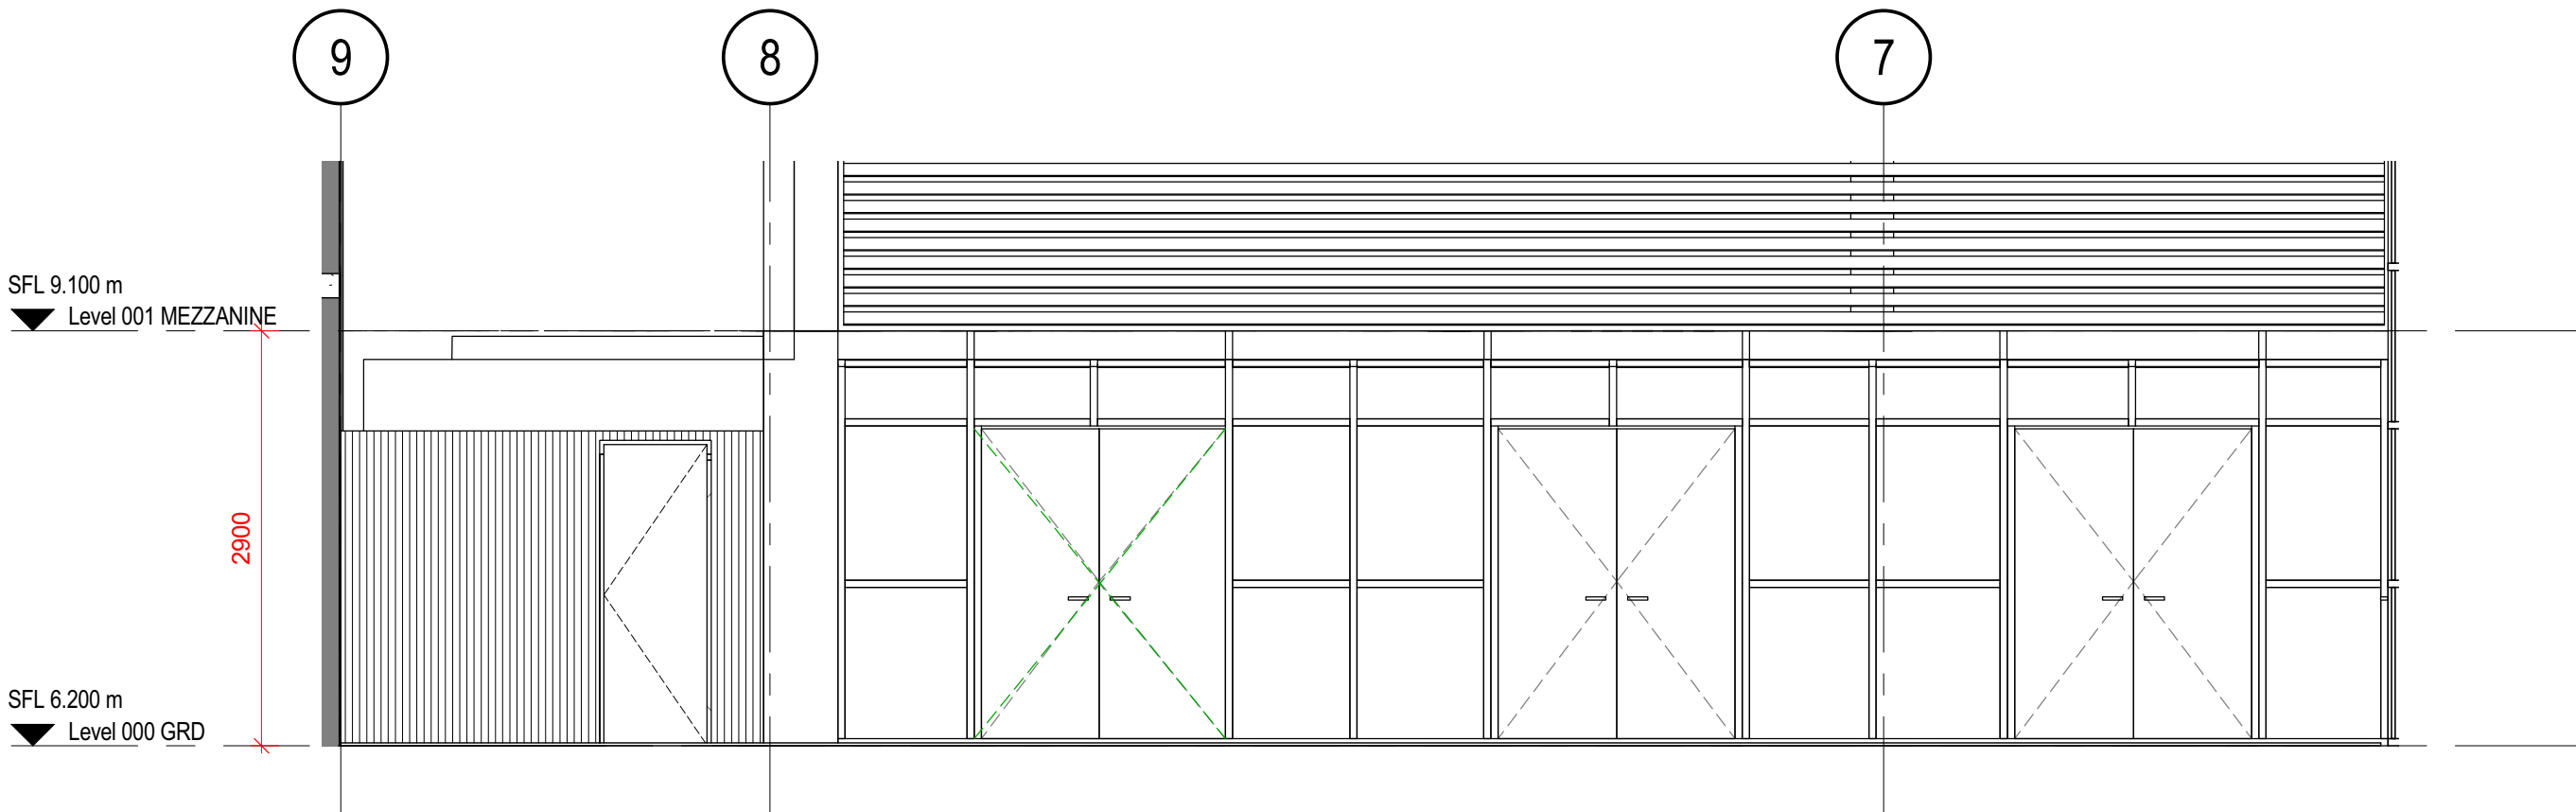 9
8
7
SFL 9.100 m
Level 001 MEZZANINE
2900
SFL 6.200 m
Level 000 GRD